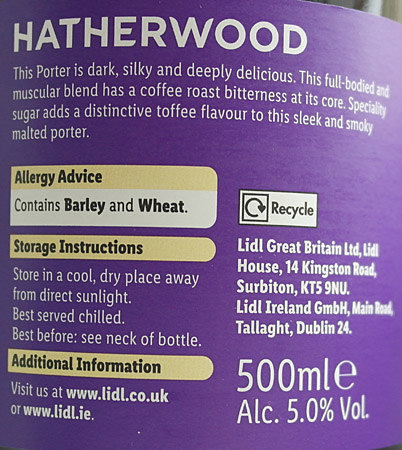 HATHERWOOD
This Porter is dark, silky and deeply delicious. This full-bodied and
muscular blend has a coffee roast bitterness at its core. Speciality
sugar adds a distinctive toffee flavour to this sleek and smoky
malted porter.
Allergy Advice
Contains Barley and Wheat.
Recycle
Storage Instructions
Store in a cool, dry place away
from direct sunlight.
Best served chilled.
Best before: see neck of bottle.
Additional Information
Visit us at www.lidl.co.uk
or www.lidl.ie.
Lidl Great Britain Ltd, Lidl
House, 14 Kingston Road,
Surbiton, KT5 9NU.
Lidl Ireland GmbH, Main Road,
Tallaght, Dublin 24.
500ml e
Alc. 5.0% Vol.